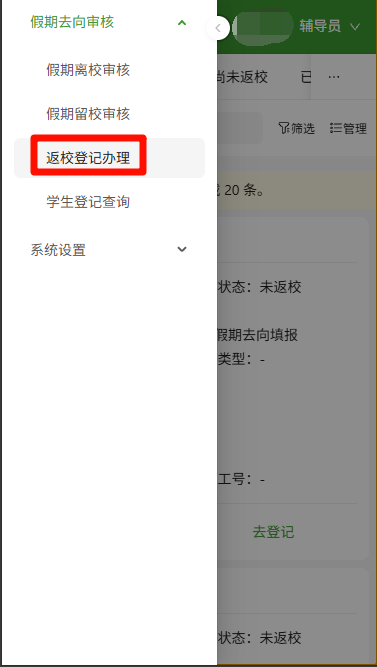 假期去向审核
辅导员
假期离校审核
尚未返校
假期留校审核
筛选
管理
返校登记办理
20 条。
学生登记查询
系统设置
状态：未返校
假期去向填报
类型：-
工号：-
去登记
状态：未返校